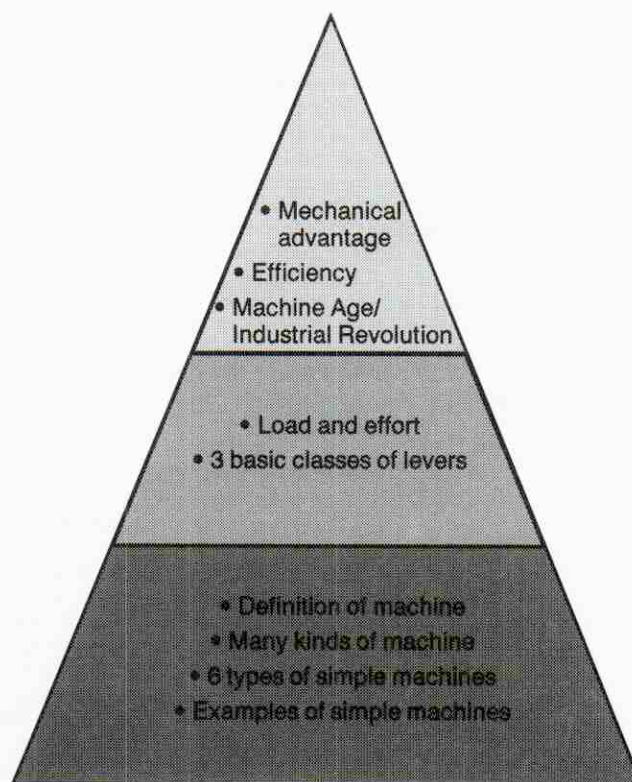 • Mechanical
advantage
• Efficiency
• Machine Age/
Industrial Revolution
• Load and effort
• 3 basic classes of levers
• Definition of machine
• Many kinds of machine
• 6 types of simple machines
• Examples of simple machines